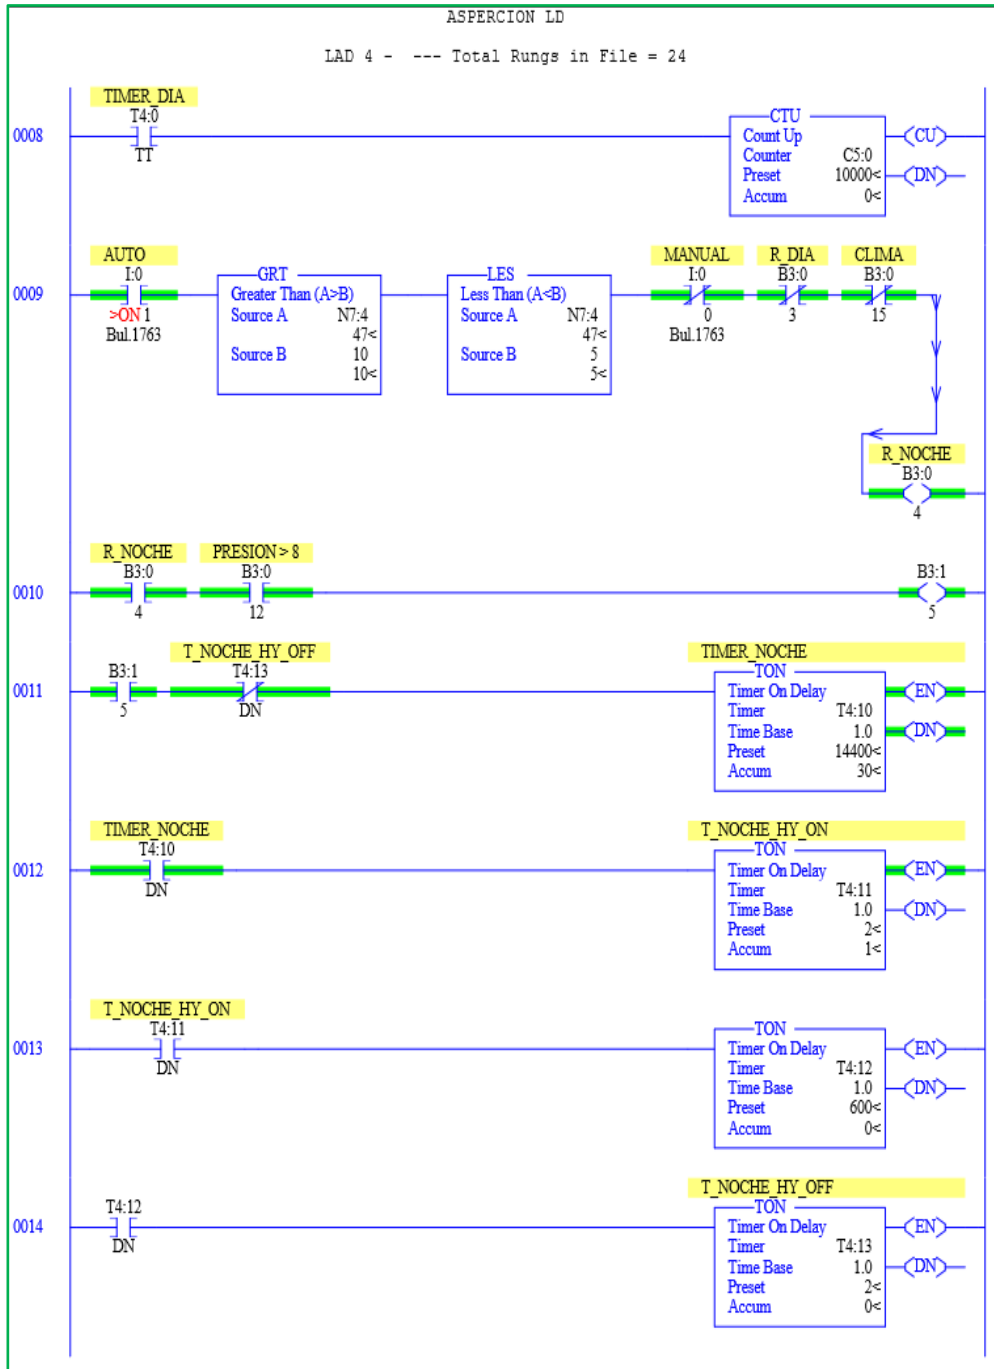 ASPERCION LD
LAD 4 - --- Total Rungs in File = 24
TIMER_DIA
T4:0
0008
TT
CTU
Count Up
Counter C5:0
Preset 10000<
Accum 0<
CU
DN
AUTO
I:0
0009
>ON 1
Bul.1763
GRT
Greater Than (A>B)
Source A N7:4
47<
Source B 10
10<
LES
Less Than (A<B)
Source A N7:4
47<
Source B 5
5<
MANUAL
I:0
0
Bul.1763
R_DIA
B3:0
3
CLIMA
B3:0
15
R_NOCHE
B3:0
4
R_NOCHE
B3:0
0010
4
PRESION > 8
B3:0
12
B3:1
5
B3:1
0011
5
T_NOCHE_HY_OFF
T4:13
DN
TIMER_NOCHE
TON
Timer On Delay
Timer T4:10
Time Base 1.0
Preset 14400<
Accum 30<
EN
DN
TIMER_NOCHE
T4:10
0012
DN
T_NOCHE_HY_ON
TON
Timer On Delay
Timer T4:11
Time Base 1.0
Preset 2<
Accum 1<
EN
DN
T_NOCHE_HY_ON
T4:11
0013
DN
TON
Timer On Delay
Timer T4:12
Time Base 1.0
Preset 600<
Accum 0<
EN
DN
T4:12
0014
DN
T_NOCHE_HY_OFF
TON
Timer On Delay
Timer T4:13
Time Base 1.0
Preset 2<
Accum 0<
EN
DN